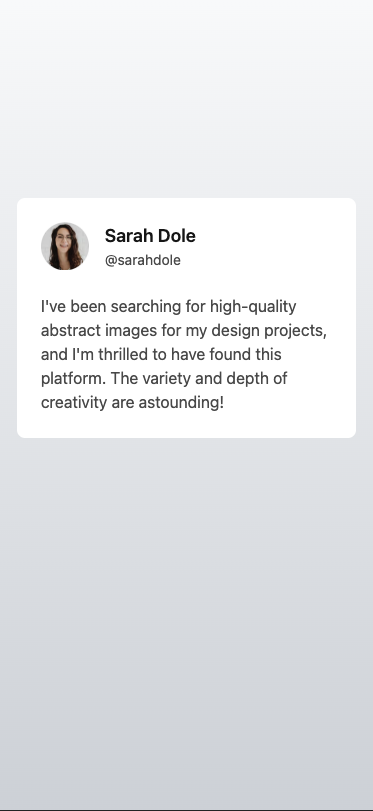 Sarah Dole
@sarahdole
I've been searching for high-quality
abstract images for my design projects,
and I'm thrilled to have found this
platform. The variety and depth of
creativity are astounding!